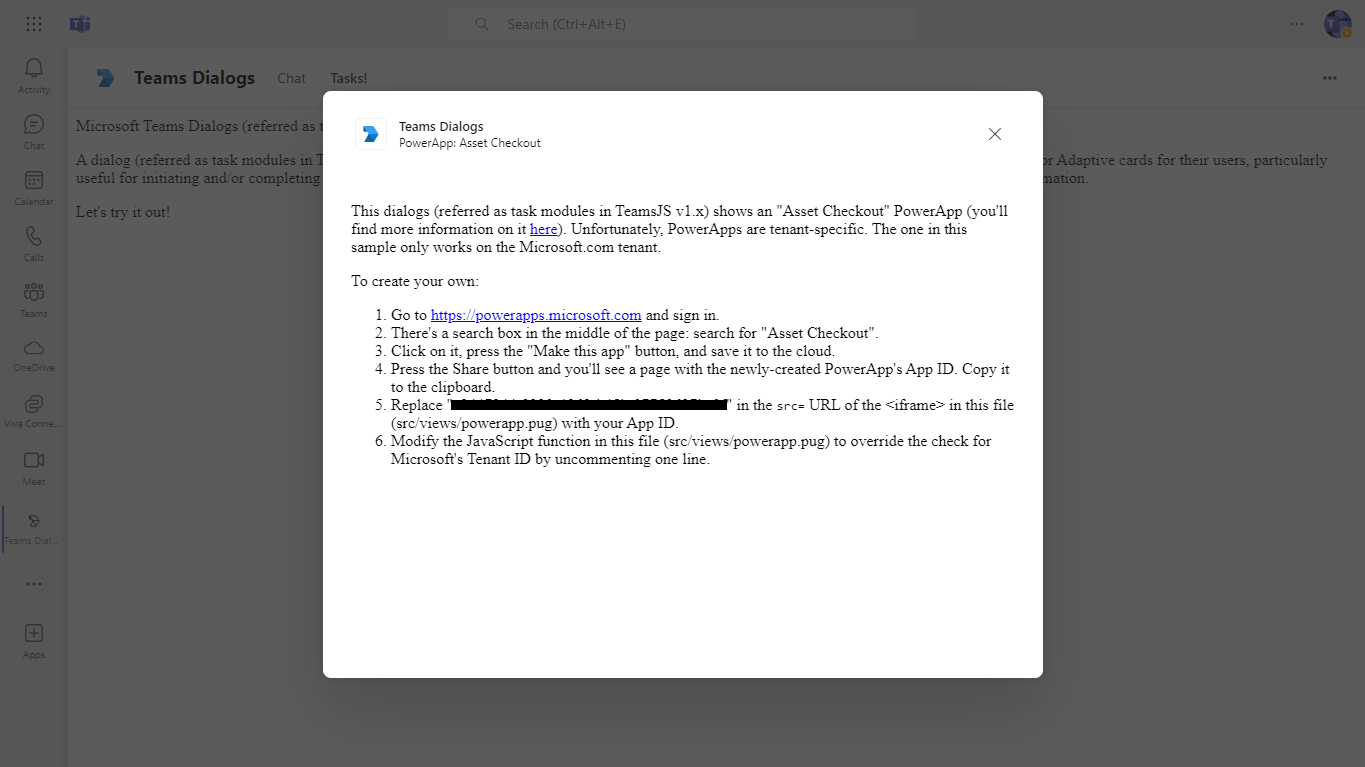 Search (Ctrl+Alt+E)
Activity
Chat
Calendar
Calls
Teams
OneDrive
Viva Conne...
Meet
Teams Dial...
Apps
Teams Dialogs Chat Tasks!
Microsoft Teams Dialogs (referred as
A dialog (referred as task modules in or Adaptive cards for their users, particularly
useful for initiating and/or completing
Let's try it out!
Teams Dialogs
PowerApp: Asset Checkout
This dialogs (referred as task modules in TeamsJS v1.x) shows an "Asset Checkout" PowerApp (you'll
find more information on it here). Unfortunately, PowerApps are tenant-specific. The one in this
sample only works on the Microsoft.com tenant.
To create your own:
1. Go to https://powerapps.microsoft.com and sign in.
2. There's a search box in the middle of the page: search for "Asset Checkout".
3. Click on it, press the "Make this app" button, and save it to the cloud.
4. Press the Share button and you'll see a page with the newly-created PowerApp's App ID. Copy it
to the clipboard.
5. Replace " " in the src= URL of the <iframe> in this file
(src/views/powerapp.pug) with your App ID.
6. Modify the JavaScript function in this file (src/views/powerapp.pug) to override the check for
Microsoft's Tenant ID by uncommenting one line.